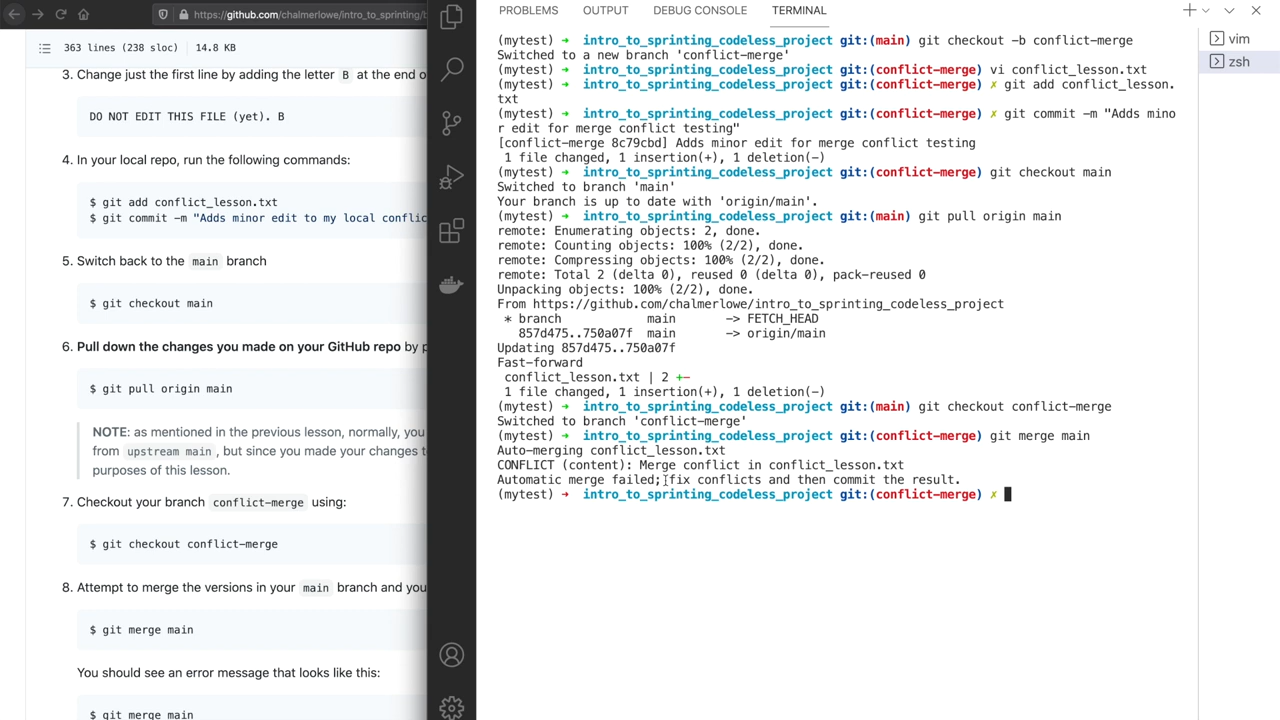 https://github.com/chalmerlowe/intro_to_sprinting/b
363 lines (238 sloc) 14.8 KB
3. Change just the first line by adding the letter B at the end o
DO NOT EDIT THIS FILE (yet). B
4. In your local repo, run the following commands:
$ git add conflict_lesson.txt
$ git commit -m "Adds minor edit to my local conflic
5. Switch back to the main branch
$ git checkout main
6. Pull down the changes you made on your GitHub repo by p
$ git pull origin main
NOTE: as mentioned in the previous lesson, normally, you
from upstream main , but since you made your changes t
purposes of this lesson.
7. Checkout your branch conflict-merge using:
$ git checkout conflict-merge
8. Attempt to merge the versions in your main branch and you
$ git merge main
You should see an error message that looks like this:
$ git merge main
PROBLEMS OUTPUT DEBUG CONSOLE TERMINAL
(mytest) ➜ intro_to_sprinting_codeless_project git:(main) git checkout -b conflict-merge
Switched to a new branch 'conflict-merge'
(mytest) ➜ intro_to_sprinting_codeless_project git:(conflict-merge) vi conflict_lesson.txt
(mytest) ➜ intro_to_sprinting_codeless_project git:(conflict-merge) ✗ git add conflict_lesson.
txt
(mytest) ➜ intro_to_sprinting_codeless_project git:(conflict-merge) ✗ git commit -m "Adds mino
r edit for merge conflict testing"
[conflict-merge 8c79cbd] Adds minor edit for merge conflict testing
1 file changed, 1 insertion(+), 1 deletion(-)
(mytest) ➜ intro_to_sprinting_codeless_project git:(conflict-merge) git checkout main
Switched to branch 'main'
Your branch is up to date with 'origin/main'.
(mytest) ➜ intro_to_sprinting_codeless_project git:(main) git pull origin main
remote: Enumerating objects: 2, done.
remote: Counting objects: 100% (2/2), done.
remote: Compressing objects: 100% (2/2), done.
remote: Total 2 (delta 0), reused 0 (delta 0), pack-reused 0
Unpacking objects: 100% (2/2), done.
From https://github.com/chalmerlowe/intro_to_sprinting_codeless_project
* branch main -> FETCH_HEAD
857d475..750a07f main -> origin/main
Updating 857d475..750a07f
Fast-forward
conflict_lesson.txt | 2 +-
1 file changed, 1 insertion(+), 1 deletion(-)
(mytest) ➜ intro_to_sprinting_codeless_project git:(main) git checkout conflict-merge
Switched to branch 'conflict-merge'
(mytest) ➜ intro_to_sprinting_codeless_project git:(conflict-merge) git merge main
Auto-merging conflict_lesson.txt
CONFLICT (content): Merge conflict in conflict_lesson.txt
Automatic merge failed; fix conflicts and then commit the result.
(mytest) ➜ intro_to_sprinting_codeless_project git:(conflict-merge) ✗
vim
zsh